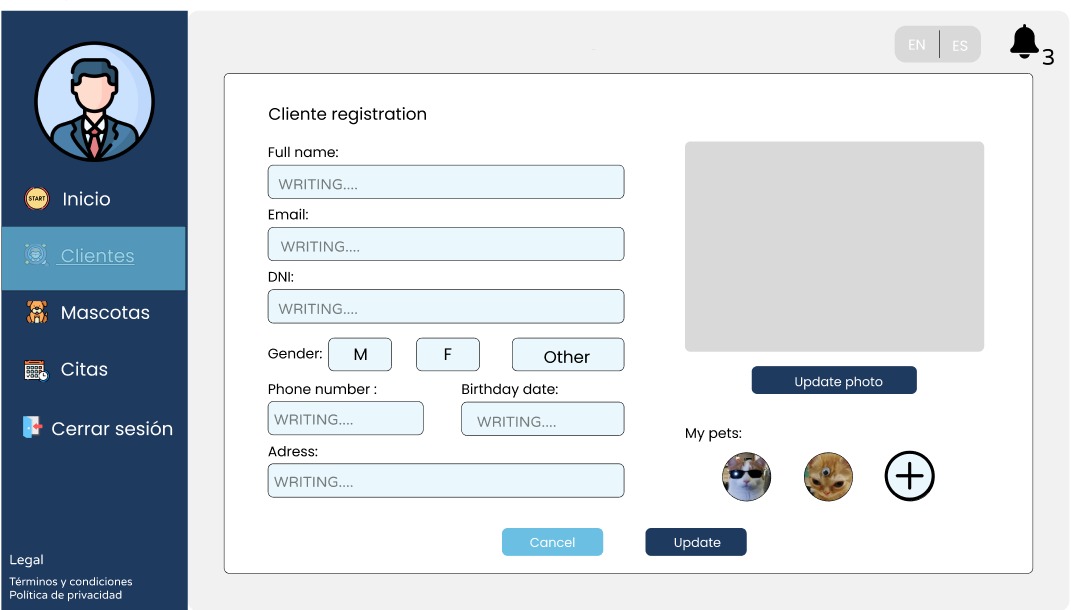 EN ES
3
START Inicio
Clientes
Mascotas
Citas
Cerrar sesión
Legal
Términos y condiciones
Política de privacidad
Cliente registration
Full name:
WRITING....
Email:
WRITING....
DNI:
WRITING....
Gender: M F Other
Phone number : Birthday date:
WRITING.... WRITING....
Adress:
WRITING....
Update photo
My pets:
Cancel Update